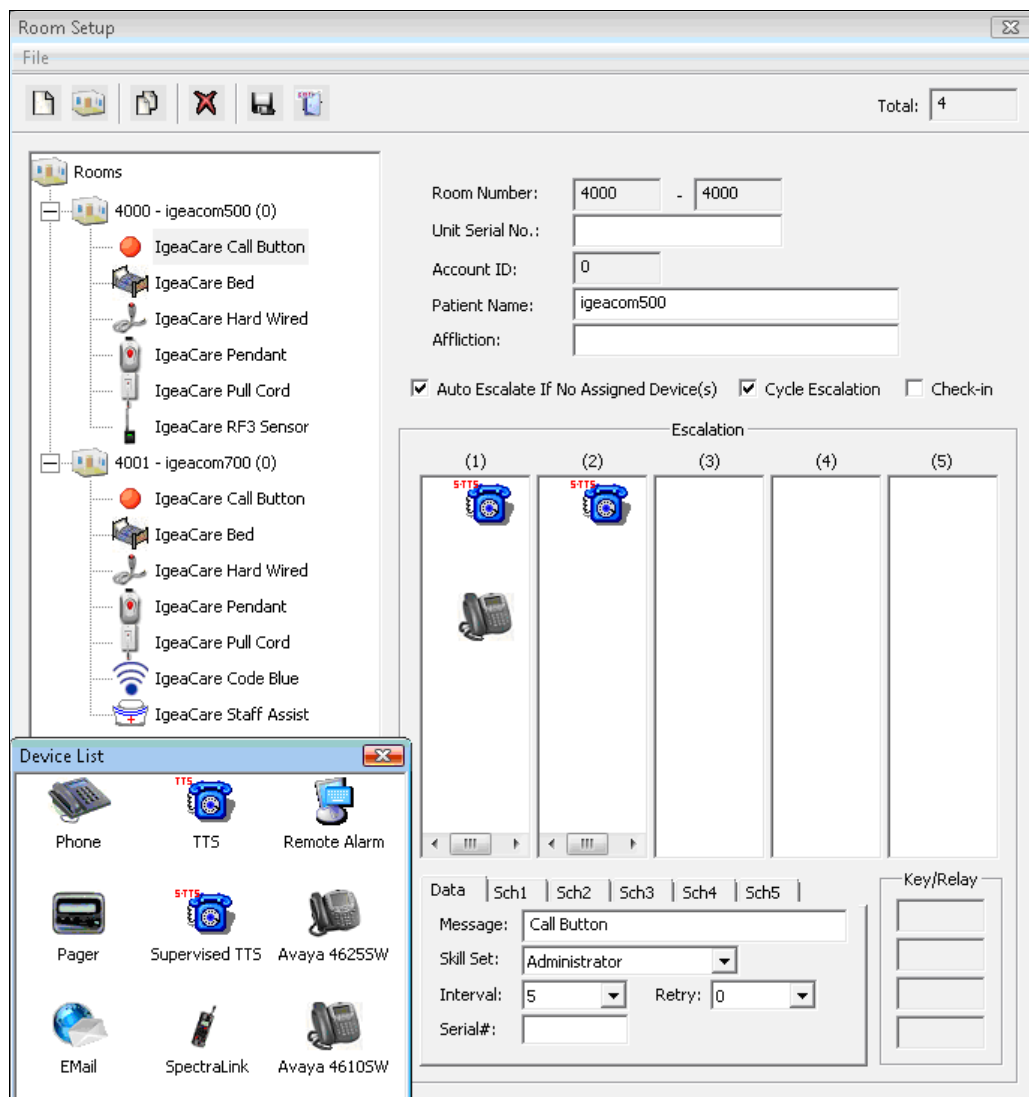 Room Setup
File
Total: 4
Rooms
4000 - igeacom500 (0)
IgeaCare Call Button
IgeaCare Bed
IgeaCare Hard Wired
IgeaCare Pendant
IgeaCare Pull Cord
IgeaCare RF3 Sensor
4001 - igeacom700 (0)
IgeaCare Call Button
IgeaCare Bed
IgeaCare Hard Wired
IgeaCare Pendant
IgeaCare Pull Cord
IgeaCare Code Blue
IgeaCare Staff Assist
Room Number: 4000 - 4000
Unit Serial No.:
Account ID: 0
Patient Name: igeacom500
Affliction:
Auto Escalate If No Assigned Device(s) Cycle Escalation Check-in
Escalation
(1) (2) (3) (4) (5)
S-TTS S-TTS
Device List
TTS
Phone TTS Remote Alarm
S-TTS
Pager Supervised TTS Avaya 4625SW
EMail SpectraLink Avaya 4610SW
Data Sch1 Sch2 Sch3 Sch4 Sch5
Message: Call Button
Skill Set: Administrator
Interval: 5 Retry: 0
Serial#:
Key/Relay